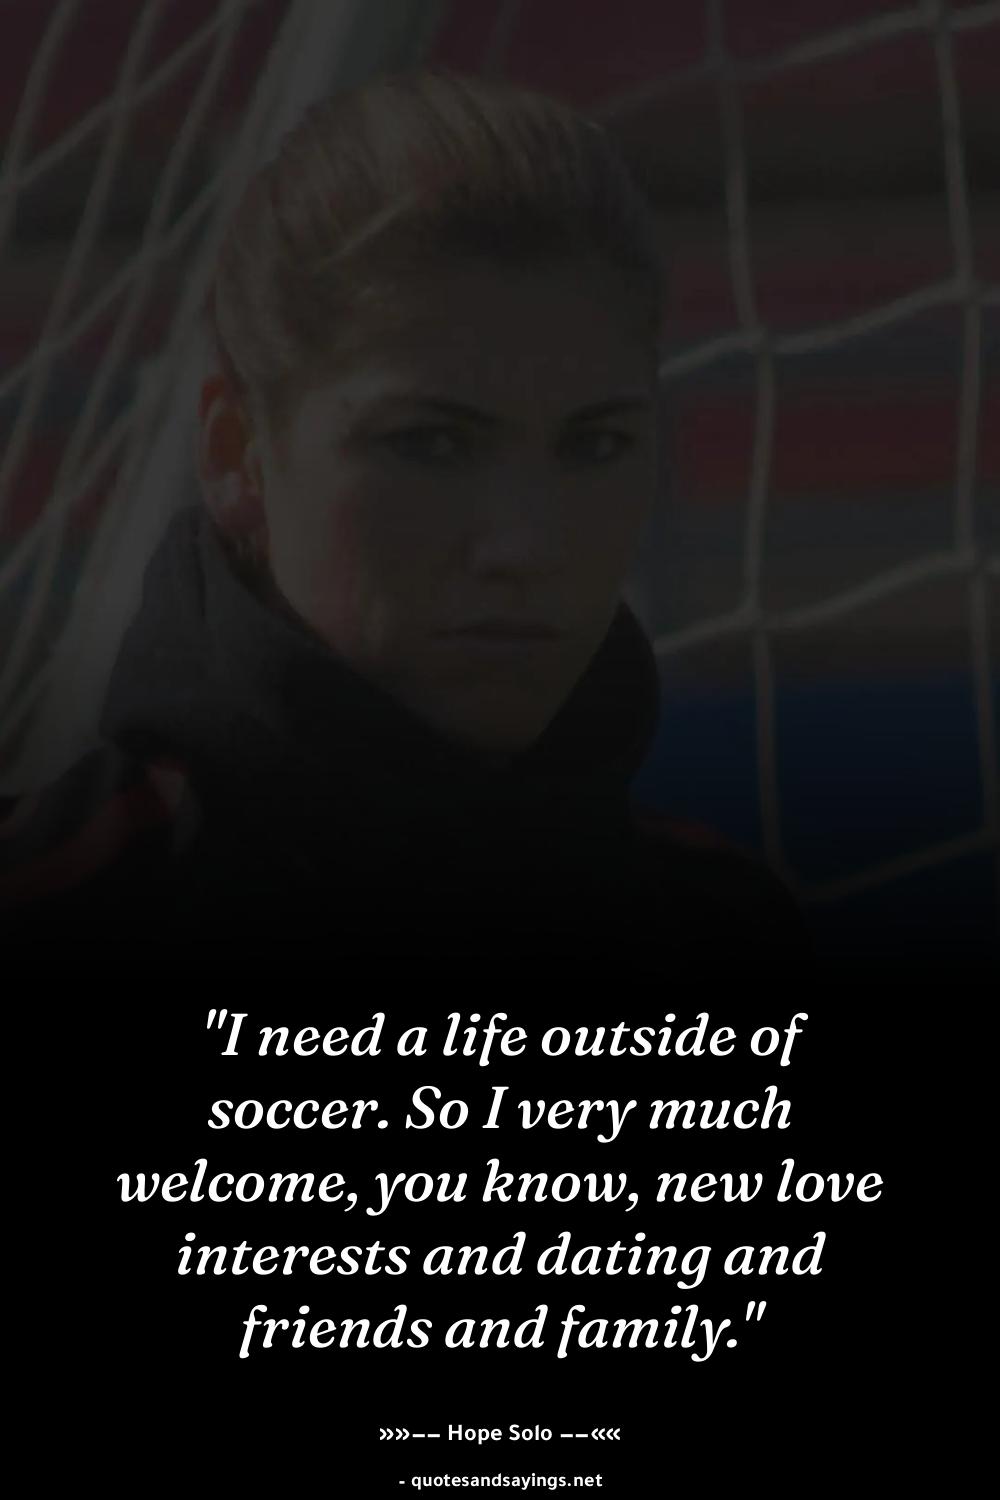 "I need a life outside of
soccer. So I very much
welcome, you know, new love
interests and dating and
friends and family."
»»−− Hope Solo −−««
- quotesandsayings.net